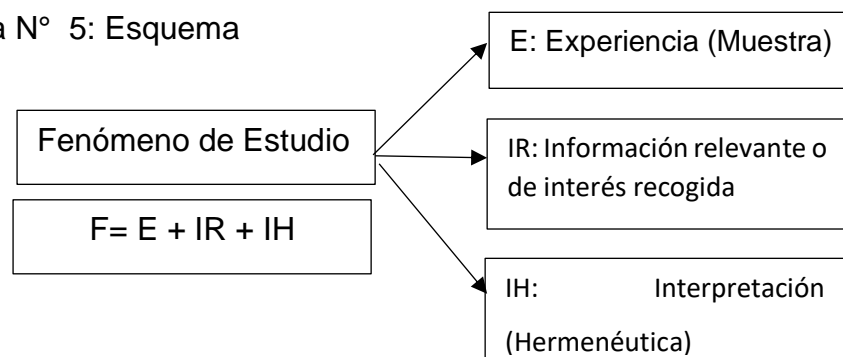 N° 5: Esquema
E: Experiencia (Muestra)
Fenómeno de Estudio
IR: Información relevante o
de interés recogida
F= E + IR + IH
IH: Interpretación
(Hermenéutica)